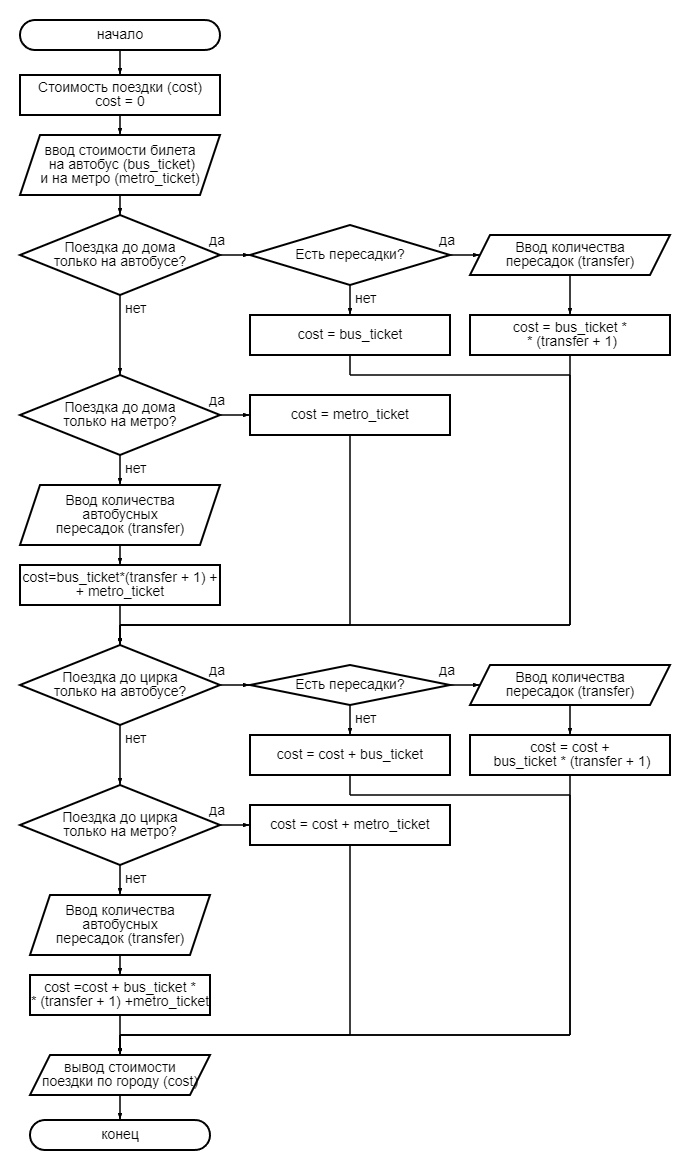 начало
Стоимость поездки (cost)
cost = 0
ввод стоимости билета
на автобус (bus_ticket)
и на метро (metro_ticket)
Поездка до дома
только на автобусе?
да
Есть пересадки?
да
Ввод количества
пересадок (transfer)
нет
нет
cost = bus_ticket
cost = bus_ticket *
* (transfer + 1)
Поездка до дома
только на метро?
да
cost = metro_ticket
нет
Ввод количества
автобусных
пересадок (transfer)
cost=bus_ticket*(transfer + 1) +
+ metro_ticket
Поездка до цирка
только на автобусе?
да
Есть пересадки?
да
Ввод количества
пересадок (transfer)
нет
нет
cost = cost + bus_ticket
cost = cost +
bus_ticket * (transfer + 1)
Поездка до цирка
только на метро?
да
cost = cost + metro_ticket
нет
Ввод количества
автобусных
пересадок (transfer)
cost =cost + bus_ticket *
* (transfer + 1) +metro_ticket
вывод стоимости
поездки по городу (cost)
конец